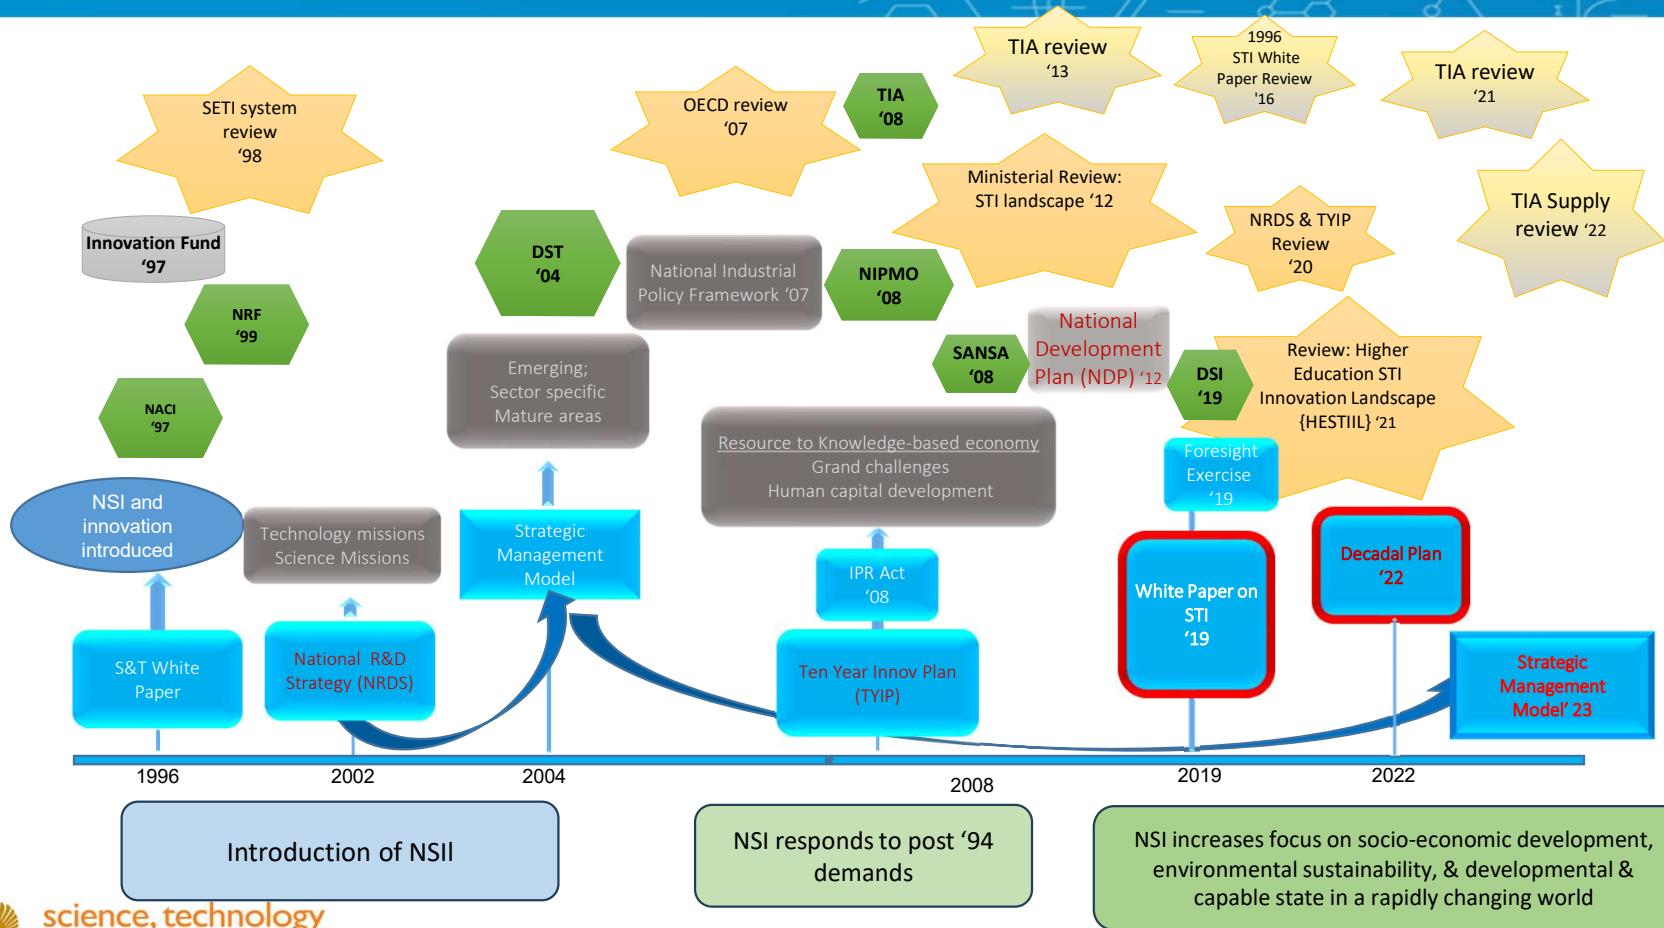 TIA review
‘13
1996
STI White
Paper Review
'16
TIA review
‘21
SETI system
review
‘98
OECD review
‘07
TIA
‘08
Ministerial Review:
STI landscape ‘12
NRDS & TYIP
Review
‘20
TIA Supply
review ‘22
Innovation Fund
‘97
NRF
‘99
NACI
‘97
DST
‘04
National Industrial
Policy Framework ‘07
NIPMO
‘08
SANSA
‘08
National
Development
Plan (NDP) ‘12
DSI
‘19
Review: Higher
Education STI
Innovation Landscape
{HESTIIL} ‘21
Emerging;
Sector specific
Mature areas
Resource to Knowledge-based economy
Grand challenges
Human capital development
Foresight
Exercise
‘19
NSI and
innovation
introduced
Technology missions
Science Missions
Strategic
Management
Model
IPR Act
‘08
White Paper on
STI
‘19
Decadal Plan
‘22
S&T White
Paper
National R&D
Strategy (NRDS)
Ten Year Innov Plan
(TYIP)
Strategic
Management
Model’ 23
1996
2002
2004
2008
2019
2022
Introduction of NSIl
NSI responds to post ‘94
demands
NSI increases focus on socio-economic development,
environmental sustainability, & developmental &
capable state in a rapidly changing world
science, technology